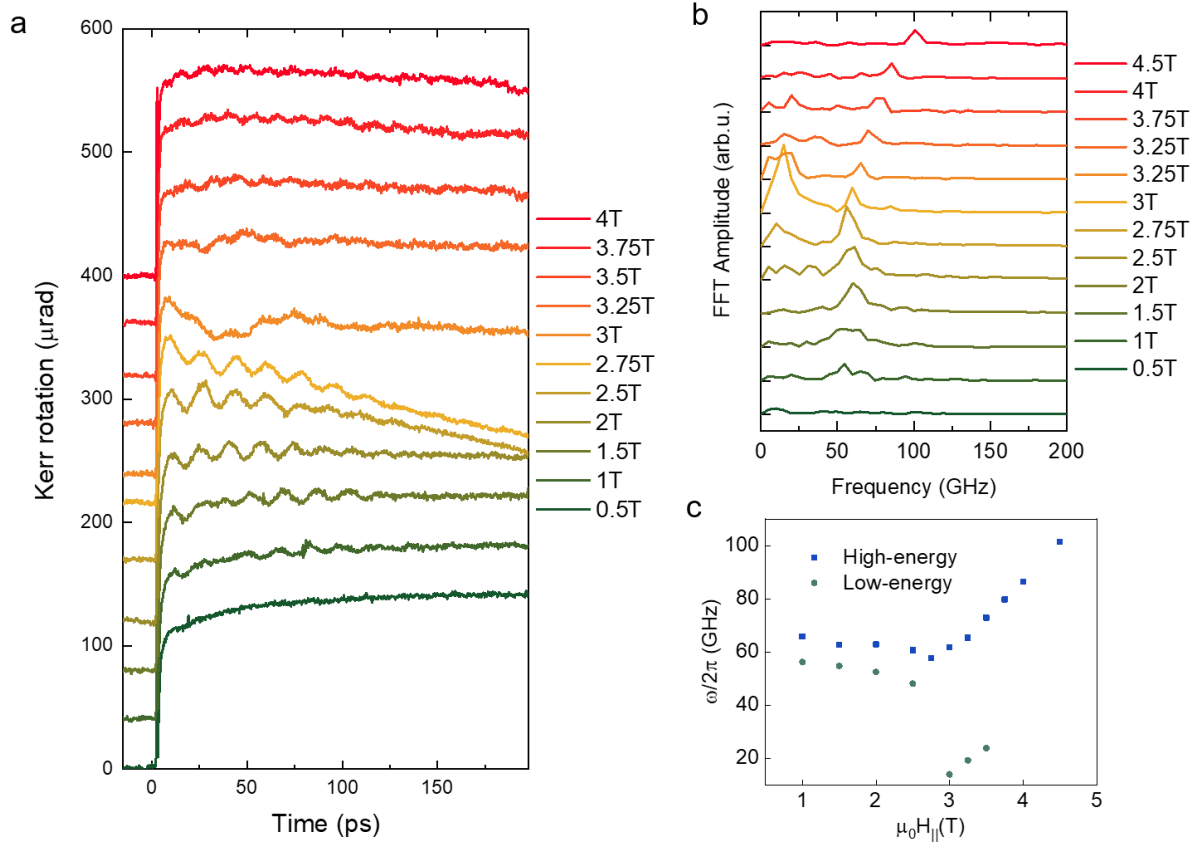 a
600
500
400
300
200
100
0
Kerr rotation (μrad)
0
50
100
150
Time (ps)
4T
3.75T
3.5T
3.25T
3T
2.75T
2.5T
2T
1.5T
1T
0.5T
b
FFT Amplitude (arb.u.)
0
50
100
150
200
Frequency (GHz)
4.5T
4T
3.75T
3.25T
3.25T
3T
2.75T
2.5T
2T
1.5T
1T
0.5T
c
High-energy
Low-energy
100
80
60
40
20
ω/2π (GHz)
1
2
3
4
5
μ₀H||(T)